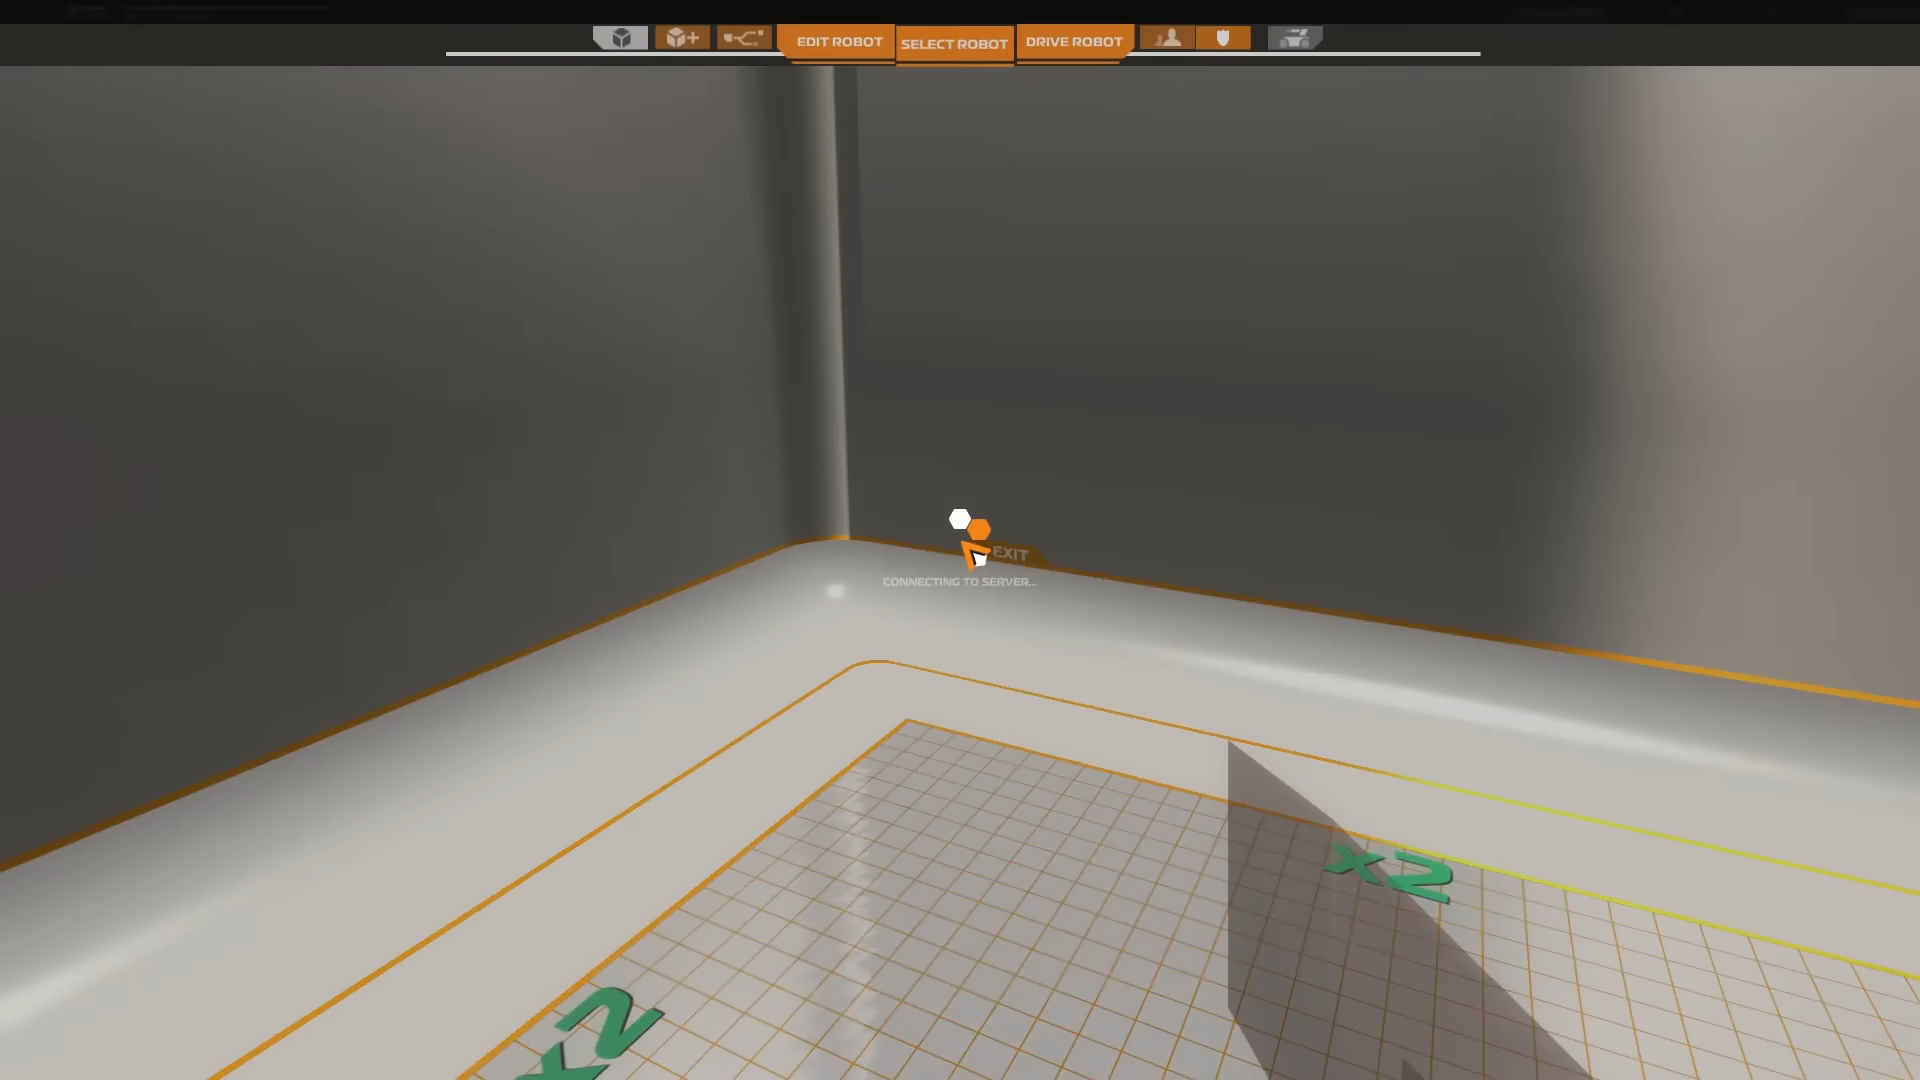 EDIT ROBOT
SELECT ROBOT
DRIVE ROBOT
EXIT
CONNECTING TO SERVER...
X2
X2